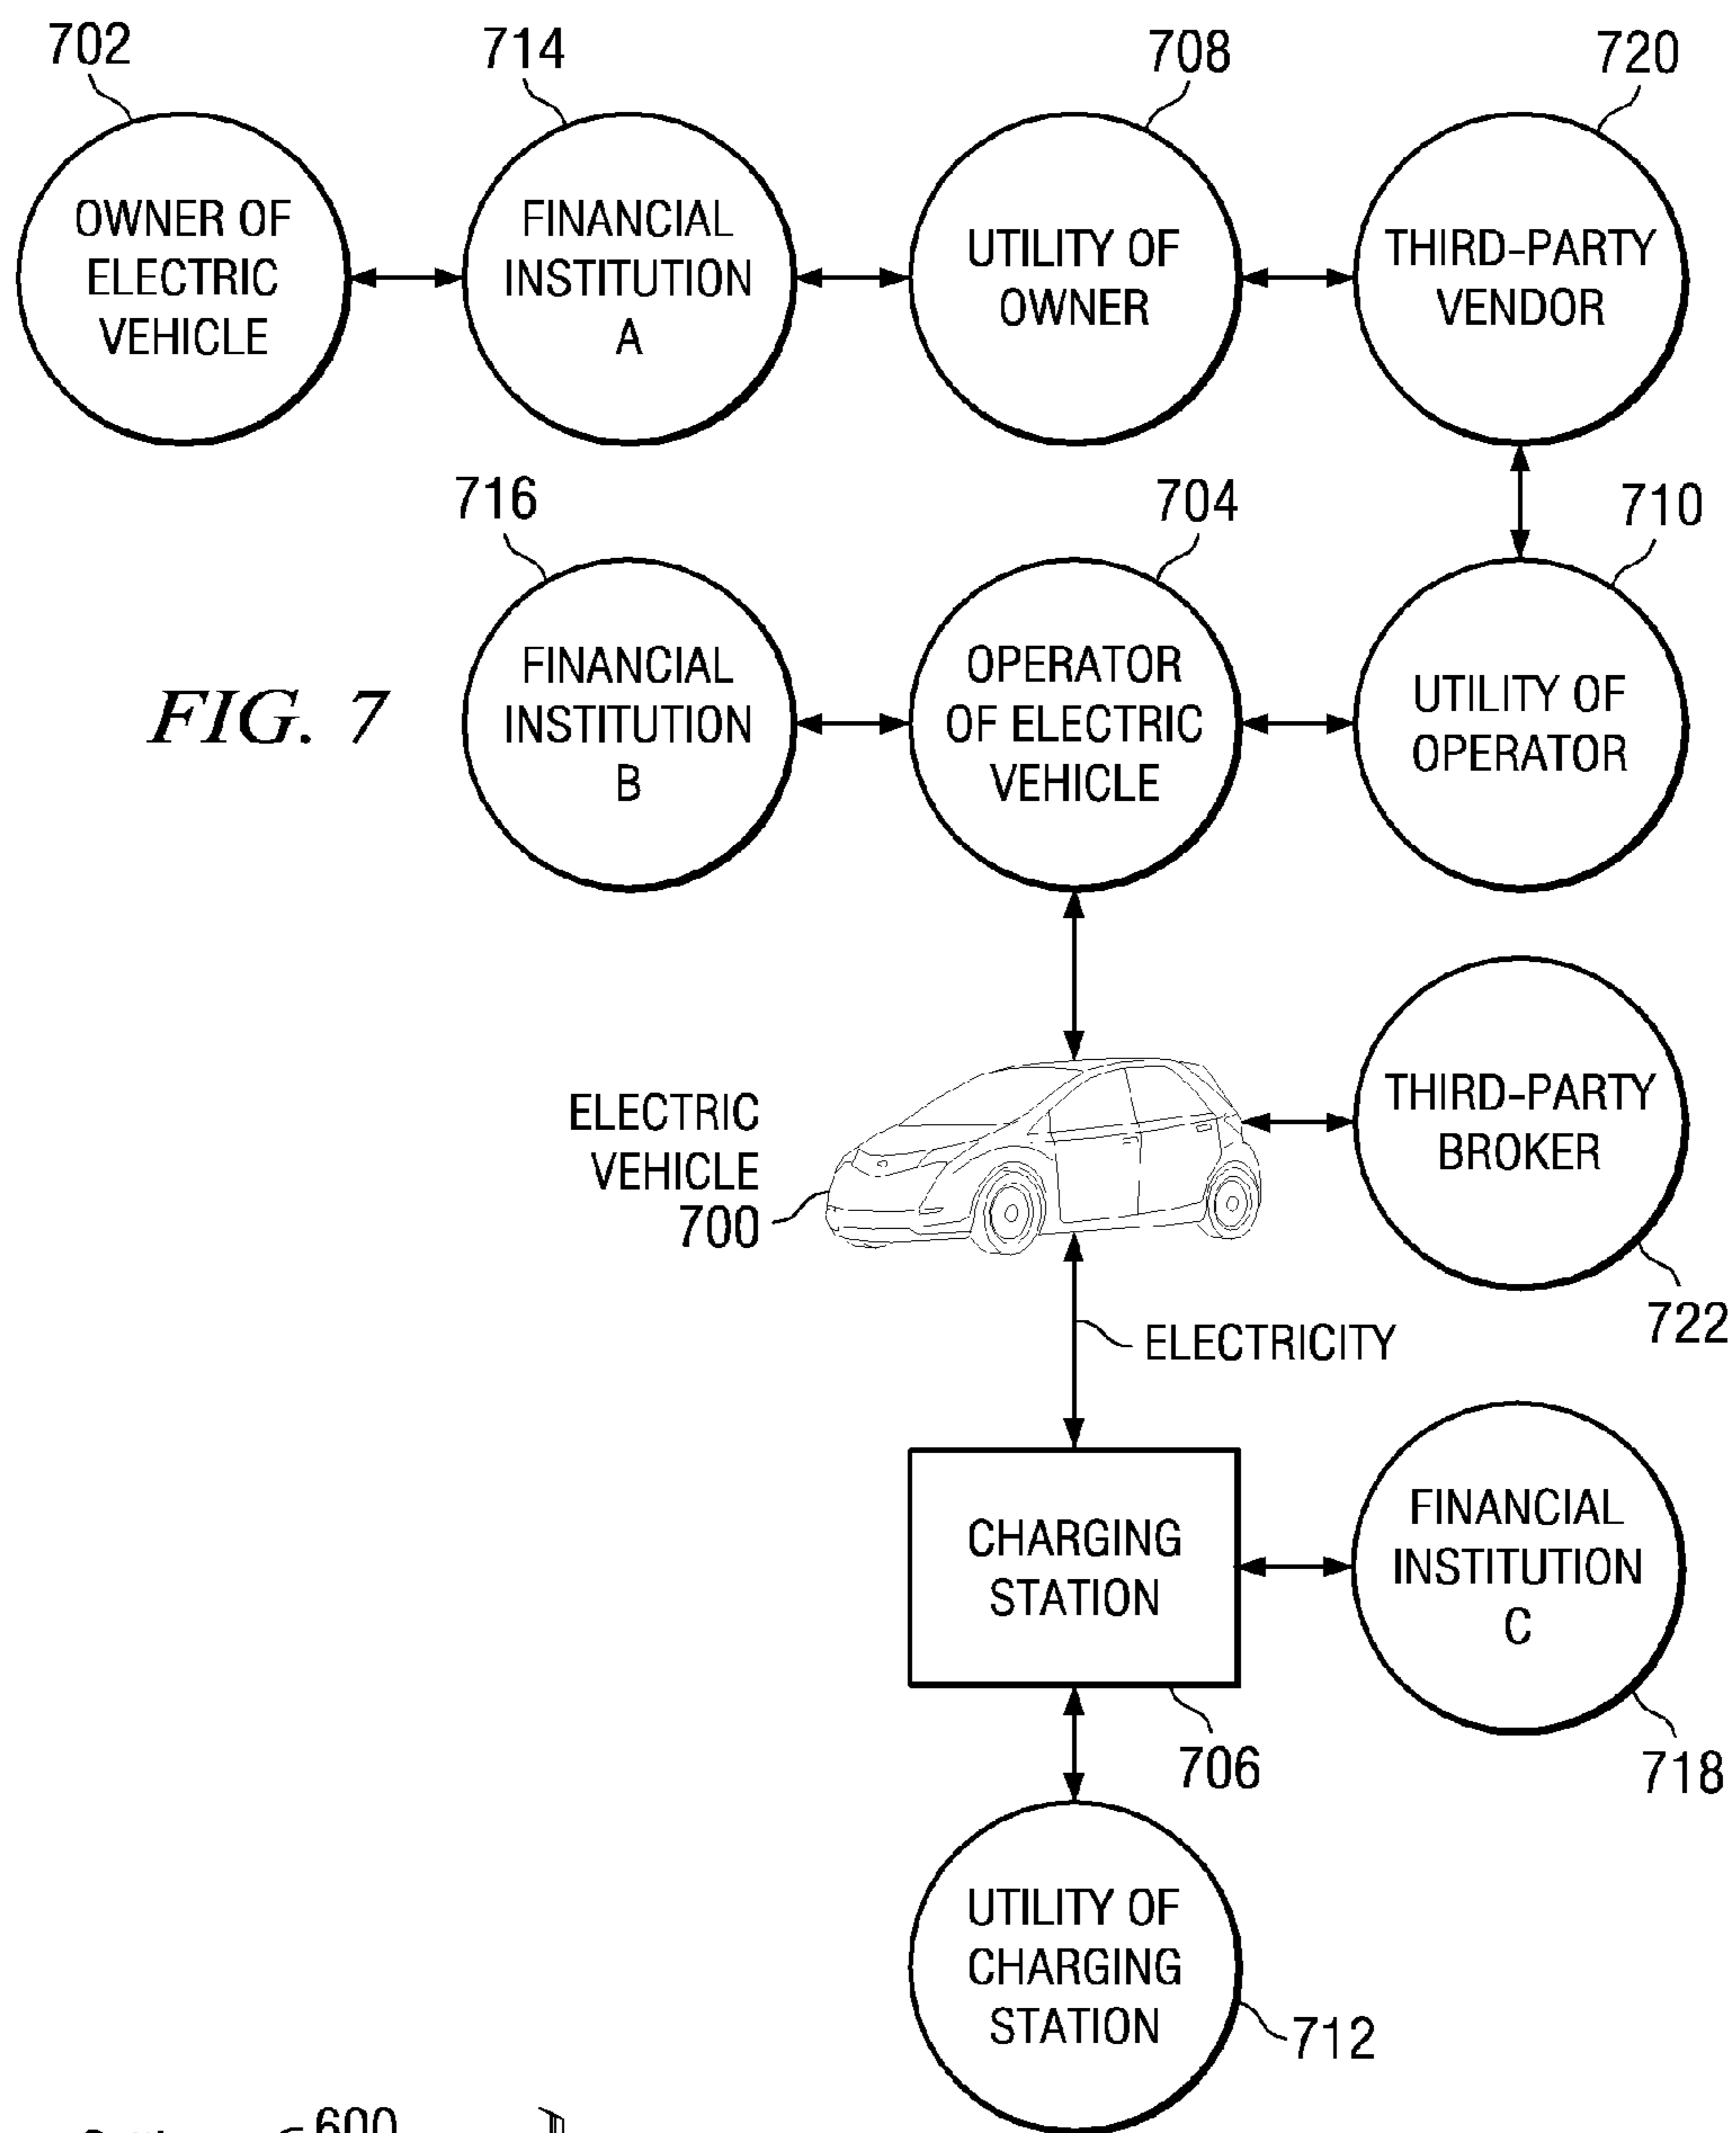 702
714
708
720
OWNER OF
ELECTRIC
VEHICLE
FINANCIAL
INSTITUTION
A
UTILITY OF
OWNER
THIRD-PARTY
VENDOR
716
704
710
FIG. 7
FINANCIAL
INSTITUTION
B
OPERATOR
OF ELECTRIC
VEHICLE
UTILITY OF
OPERATOR
ELECTRIC
VEHICLE
700
THIRD-PARTY
BROKER
722
ELECTRICITY
CHARGING
STATION
FINANCIAL
INSTITUTION
C
706
718
UTILITY OF
CHARGING
STATION
712
600